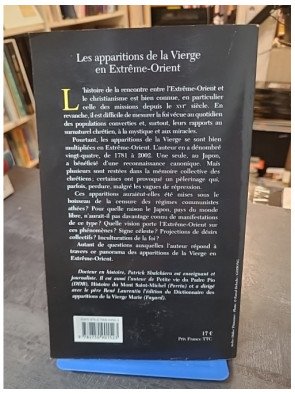 Les apparitions de la Vierge
en Extrême-Orient
L'histoire de la rencontre entre l'Extrême-Orient et
le christianisme est bien connue, en particulier
celle des missions depuis le XVIᵉ siècle. En
revanche, il est difficile de mesurer la foi vécue au quotidien
des populations converties et, surtout, leurs rapports au
surnaturel chrétien, à la mystique et aux miracles.
Pourtant, les apparitions de la Vierge se sont bien
multipliées en Extrême-Orient. L'auteur en a dénombré
vingt-quatre, de 1781 à 2002. Une seule, au Japon,
a bénéficié d'une reconnaissance canonique. Mais
plusieurs sont restées dans la mémoire collective des
chrétiens; certaines ont provoqué un pèlerinage qui,
parfois, perdure, malgré les vagues de répression.
Ces apparitions auraient-elles été mises sous le
boisseau de la censure des régimes communistes
athées? Pour quelle raison le Japon, pays du monde
libre, n'aurait-il pas davantage connu de manifestations
de ce type? Quelle vision porte l'Extrême-Orient sur
ces phénomènes? Signe céleste? Projections de désirs
collectifs? Inculturation de la foi?
Autant de questions auxquelles l'auteur répond à
travers ce panorama des apparitions de la Vierge en
Extrême-Orient.
Docteur en histoire, Patrick Sbalchiero est enseignant et
journaliste. Il est aussi l'auteur de Petite vie du Padre Pio
(DDB), Histoire du Mont Saint-Michel (Perrin) et a dirigé
avec le père René Laurentin l'édition du Dictionnaire des
apparitions de la Vierge Marie (Fayard).
17 €
Prix France TTC